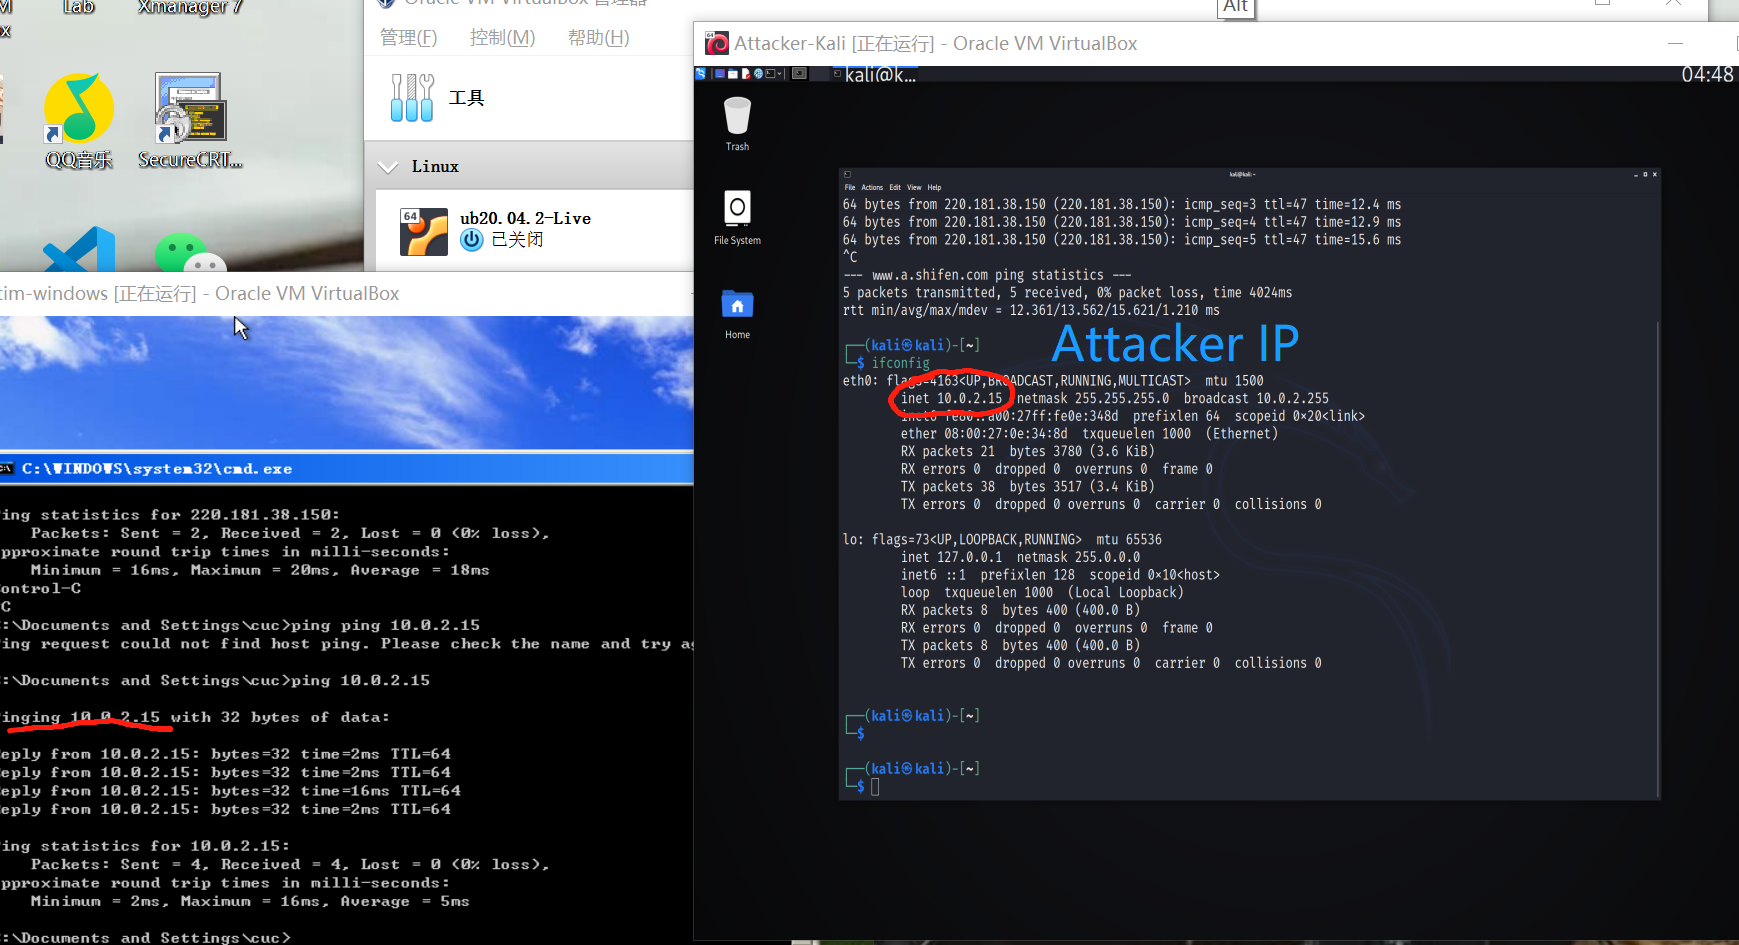 Lab
Xmanager 7
QQ音乐
SecureCRT...
Oracle VM VirtualBox 管理器
管理(F)
控制(M)
帮助(H)
工具
Linux
64
ub20.04.2-Live
已关闭
Alt
tim-windows [正在运行] - Oracle VM VirtualBox
C:\WINDOWS\system32\cmd.exe
ing statistics for 220.181.38.150:
Packets: Sent = 2, Received = 2, Lost = 0 (0% loss),
pproximate round trip times in milli-seconds:
Minimum = 16ms, Maximum = 20ms, Average = 18ms
ontrol-C
C
:\Documents and Settings\cuc>ping ping 10.0.2.15
ing request could not find host ping. Please check the name and try ag
:\Documents and Settings\cuc>ping 10.0.2.15
inging 10.0.2.15 with 32 bytes of data:
eply from 10.0.2.15: bytes=32 time=2ms TTL=64
eply from 10.0.2.15: bytes=32 time=2ms TTL=64
eply from 10.0.2.15: bytes=32 time=16ms TTL=64
eply from 10.0.2.15: bytes=32 time=2ms TTL=64
ing statistics for 10.0.2.15:
Packets: Sent = 4, Received = 4, Lost = 0 (0% loss),
pproximate round trip times in milli-seconds:
Minimum = 2ms, Maximum = 16ms, Average = 5ms
:\Documents and Settings\cuc>
Attacker-Kali [正在运行] - Oracle VM VirtualBox
kali@k...
04:48
Trash
File System
Home
kali@kali:~
File Actions Edit View Help
64 bytes from 220.181.38.150 (220.181.38.150): icmp_seq=3 ttl=47 time=12.4 ms
64 bytes from 220.181.38.150 (220.181.38.150): icmp_seq=4 ttl=47 time=12.9 ms
64 bytes from 220.181.38.150 (220.181.38.150): icmp_seq=5 ttl=47 time=15.6 ms
^C
--- www.a.shifen.com ping statistics ---
5 packets transmitted, 5 received, 0% packet loss, time 4024ms
rtt min/avg/max/mdev = 12.361/13.562/15.621/1.210 ms
Attacker IP
┌──(kali㉿kali)-[~]
└─$ ifconfig
eth0: flags=4163<UP,BROADCAST,RUNNING,MULTICAST> mtu 1500
inet 10.0.2.15 netmask 255.255.255.0 broadcast 10.0.2.255
inet6 fe80::a00:27ff:fe0e:348d prefixlen 64 scopeid 0×20<link>
ether 08:00:27:0e:34:8d txqueuelen 1000 (Ethernet)
RX packets 21 bytes 3780 (3.6 KiB)
RX errors 0 dropped 0 overruns 0 frame 0
TX packets 38 bytes 3517 (3.4 KiB)
TX errors 0 dropped 0 overruns 0 carrier 0 collisions 0
lo: flags=73<UP,LOOPBACK,RUNNING> mtu 65536
inet 127.0.0.1 netmask 255.0.0.0
inet6 ::1 prefixlen 128 scopeid 0×10<host>
loop txqueuelen 1000 (Local Loopback)
RX packets 8 bytes 400 (400.0 B)
RX errors 0 dropped 0 overruns 0 frame 0
TX packets 8 bytes 400 (400.0 B)
TX errors 0 dropped 0 overruns 0 carrier 0 collisions 0
┌──(kali㉿kali)-[~]
└─$
┌──(kali㉿kali)-[~]
└─$